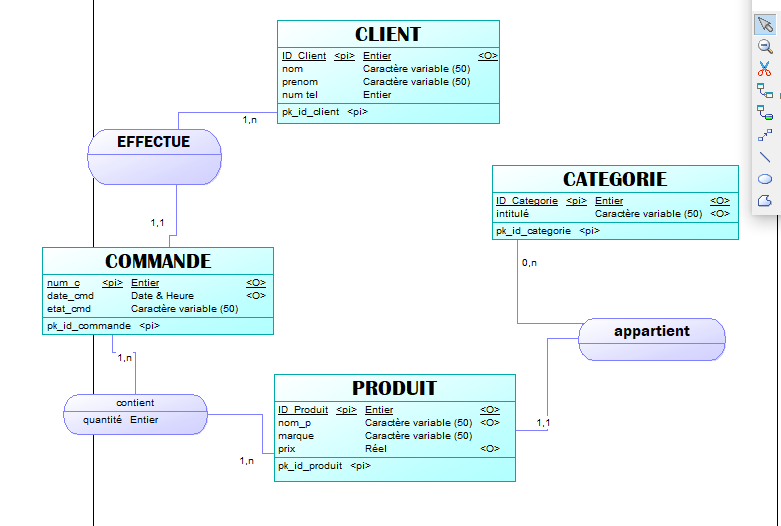 CLIENT
ID_Client <pi> Entier <O>
nom Caractère variable (50)
prenom Caractère variable (50)
num tel Entier
pk_id_client <pi>
1,n
EFFECTUE
CATEGORIE
ID_Categorie <pi> Entier <O>
intitulé Caractère variable (50) <O>
pk_id_categorie <pi>
1,1
COMMANDE
num_c <pi> Entier <O>
date_cmd Date & Heure <O>
etat_cmd Caractère variable (50)
pk_id_commande <pi>
0,n
appartient
1,n
PRODUIT
ID_Produit <pi> Entier <O>
nom_p Caractère variable (50) <O>
marque Caractère variable (50)
prix Réel <O>
pk_id_produit <pi>
contient
quantité Entier
1,1
1,n